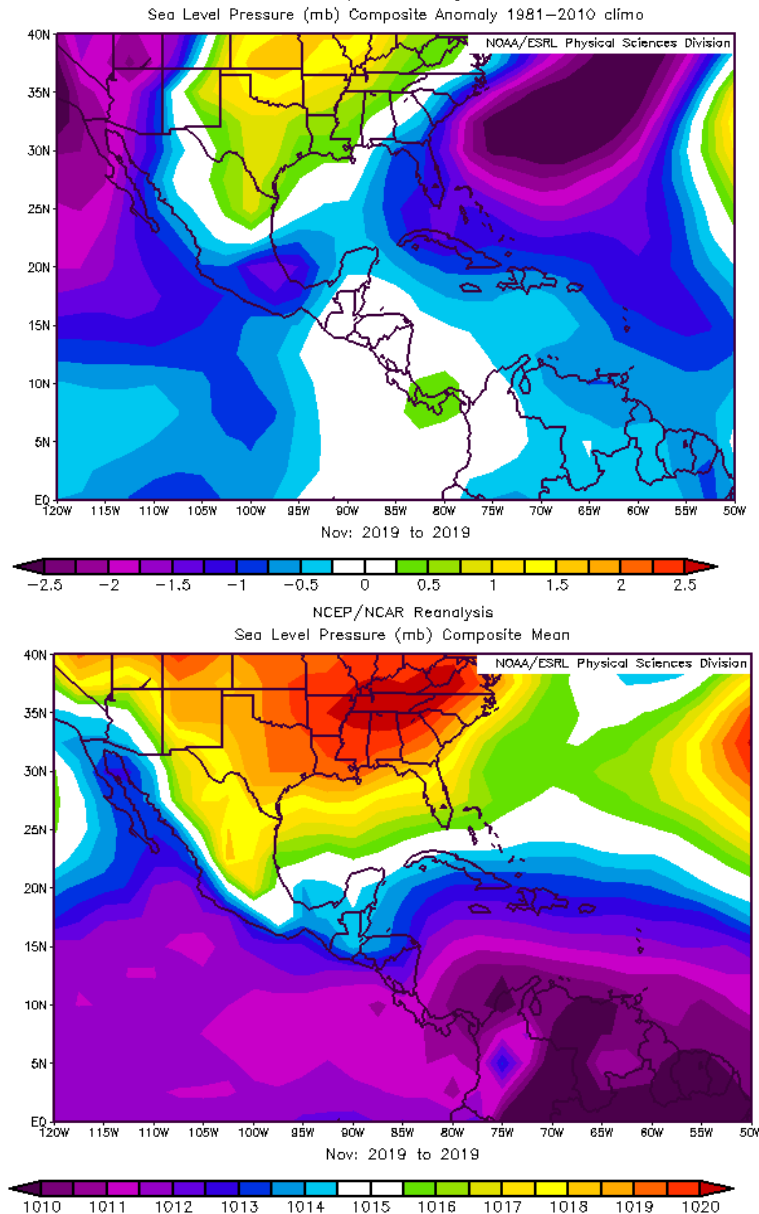 Sea Level Pressure (mb) Composite Anomaly 1981–2010 climo
NOAA/ESRL Physical Sciences Division
40N
35N
30N
25N
20N
15N
10N
5N
EQ
120W 115W 110W 105W 100W 95W 90W 85W 80W 75W 70W 65W 60W 55W 50W
Nov: 2019 to 2019
−2.5 −2 −1.5 −1 −0.5 0 0.5 1 1.5 2 2.5
NCEP/NCAR Reanalysis
Sea Level Pressure (mb) Composite Mean
NOAA/ESRL Physical Sciences Division
40N
35N
30N
25N
20N
15N
10N
5N
EQ
120W 115W 110W 105W 100W 95W 90W 85W 80W 75W 70W 65W 60W 55W 50W
Nov: 2019 to 2019
1010 1011 1012 1013 1014 1015 1016 1017 1018 1019 1020